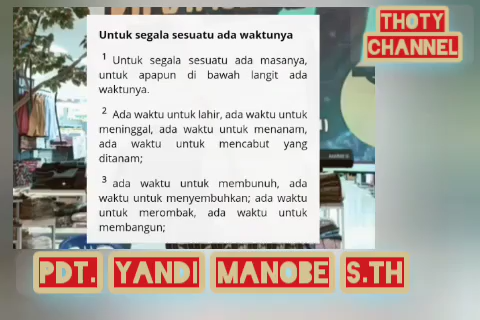 THOTY
CHANNEL
Untuk segala sesuatu ada waktunya
1 Untuk segala sesuatu ada masanya,
untuk apapun di bawah langit ada
waktunya.
2 Ada waktu untuk lahir, ada waktu untuk
meninggal, ada waktu untuk menanam,
ada waktu untuk mencabut yang
ditanam;
3 ada waktu untuk membunuh, ada
waktu untuk menyembuhkan; ada waktu
untuk merombak, ada waktu untuk
membangun;
PDT. YANDI MANOBE S.TH